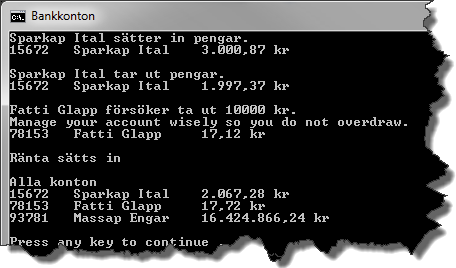 Bankkonton
Sparkap Ital sätter in pengar.
15672 Sparkap Ital 3.000,87 kr
Sparkap Ital tar ut pengar.
15672 Sparkap Ital 1.997,37 kr
Fatti Glapp försöker ta ut 10000 kr.
Manage your account wisely so you do not overdraw.
78153 Fatti Glapp 17,12 kr
Ränta sätts in
Alla konton
15672 Sparkap Ital 2.067,28 kr
78153 Fatti Glapp 17,72 kr
93781 Massap Engar 16.424.866,24 kr
Press any key to continue